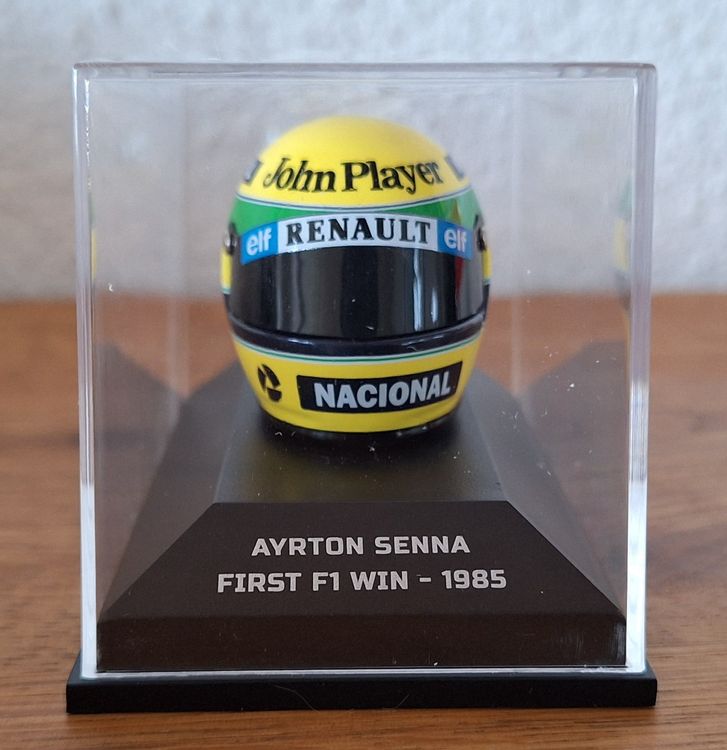 John Player
elf RENAULT elf
NACIONAL
AYRTON SENNA
FIRST F1 WIN - 1985